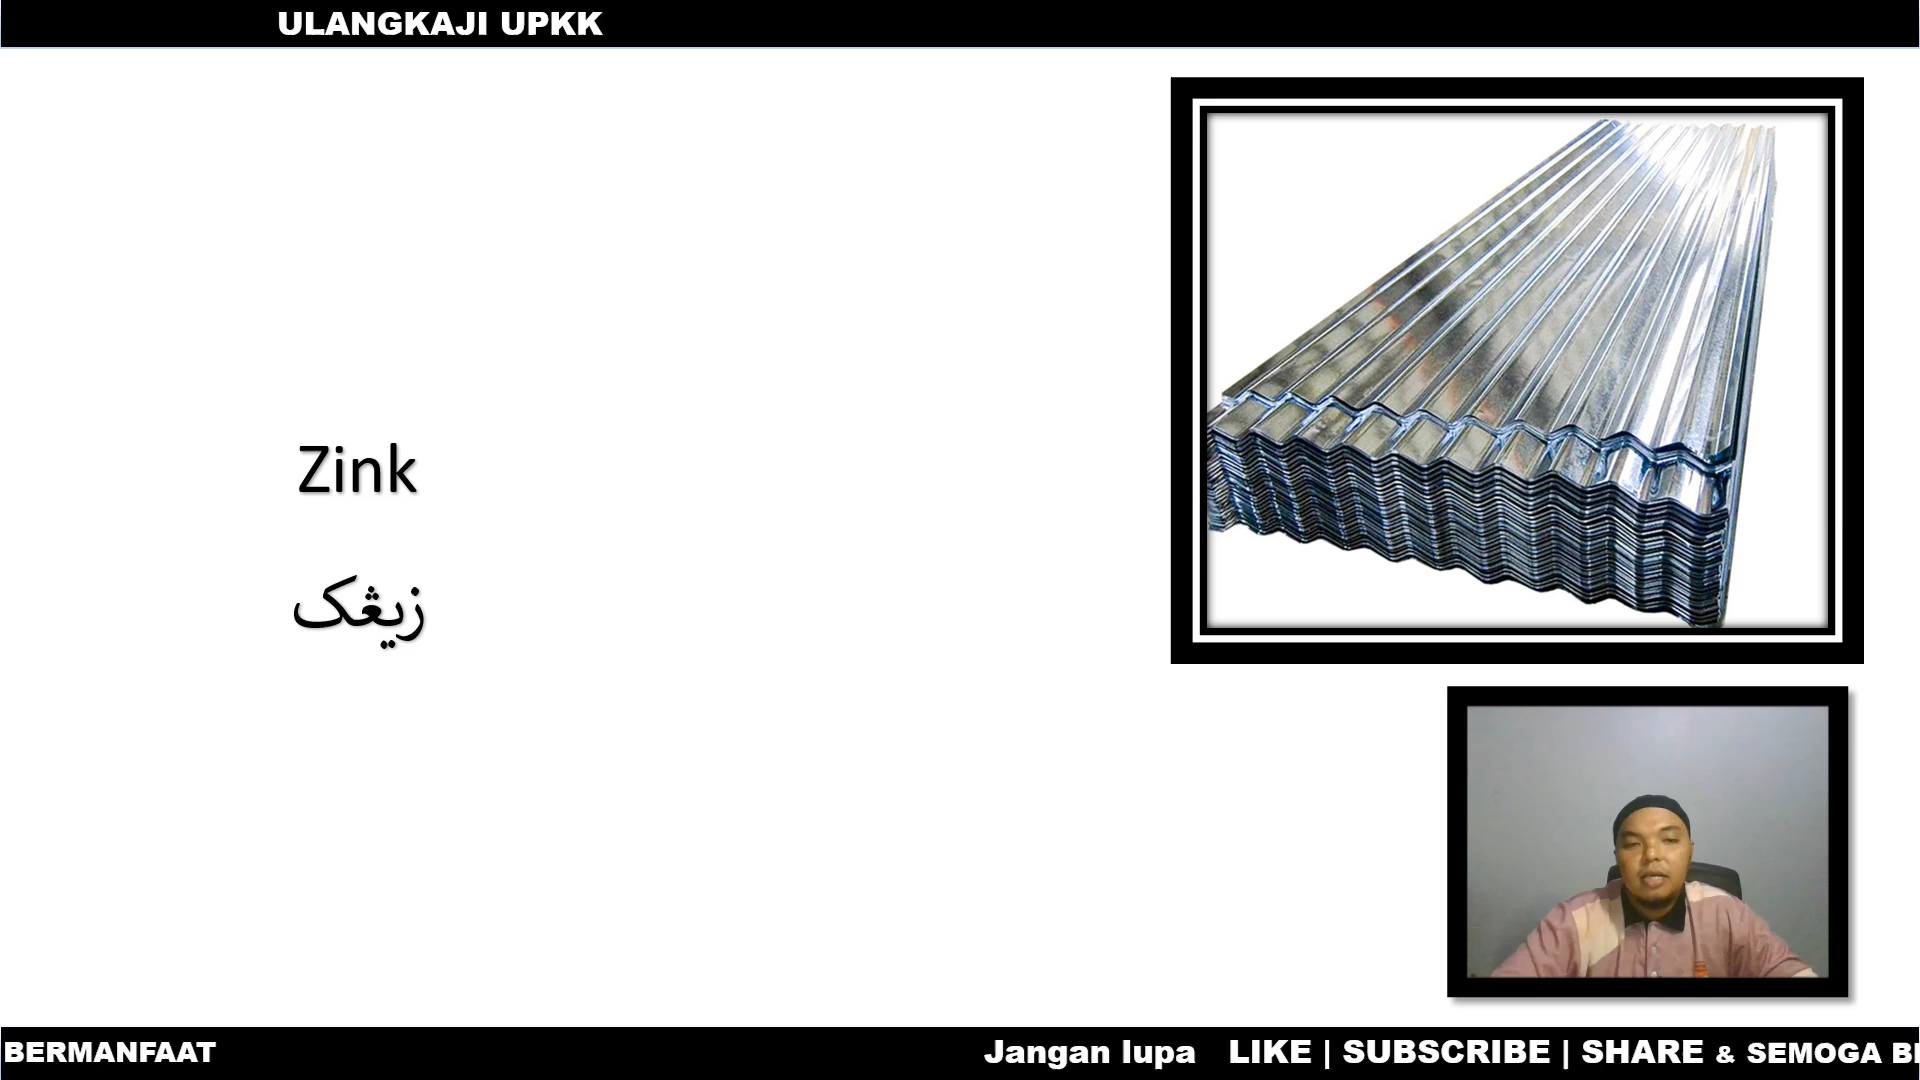 ULANGKAJI UPKK
Zink
زيڠک
BERMANFAAT
Jangan lupa LIKE | SUBSCRIBE | SHARE & SEMOGA